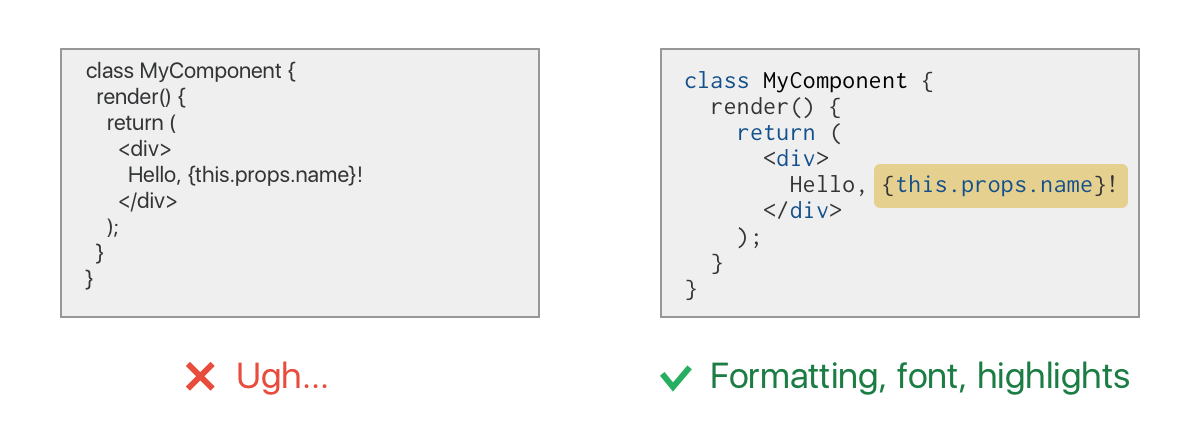 class MyComponent {
  render() {
    return (
      <div>
        Hello, {this.props.name}!
      </div>
    );
  }
}
Ugh...
class MyComponent {
  render() {
    return (
      <div>
        Hello, {this.props.name}!
      </div>
    );
  }
}
Formatting, font, highlights